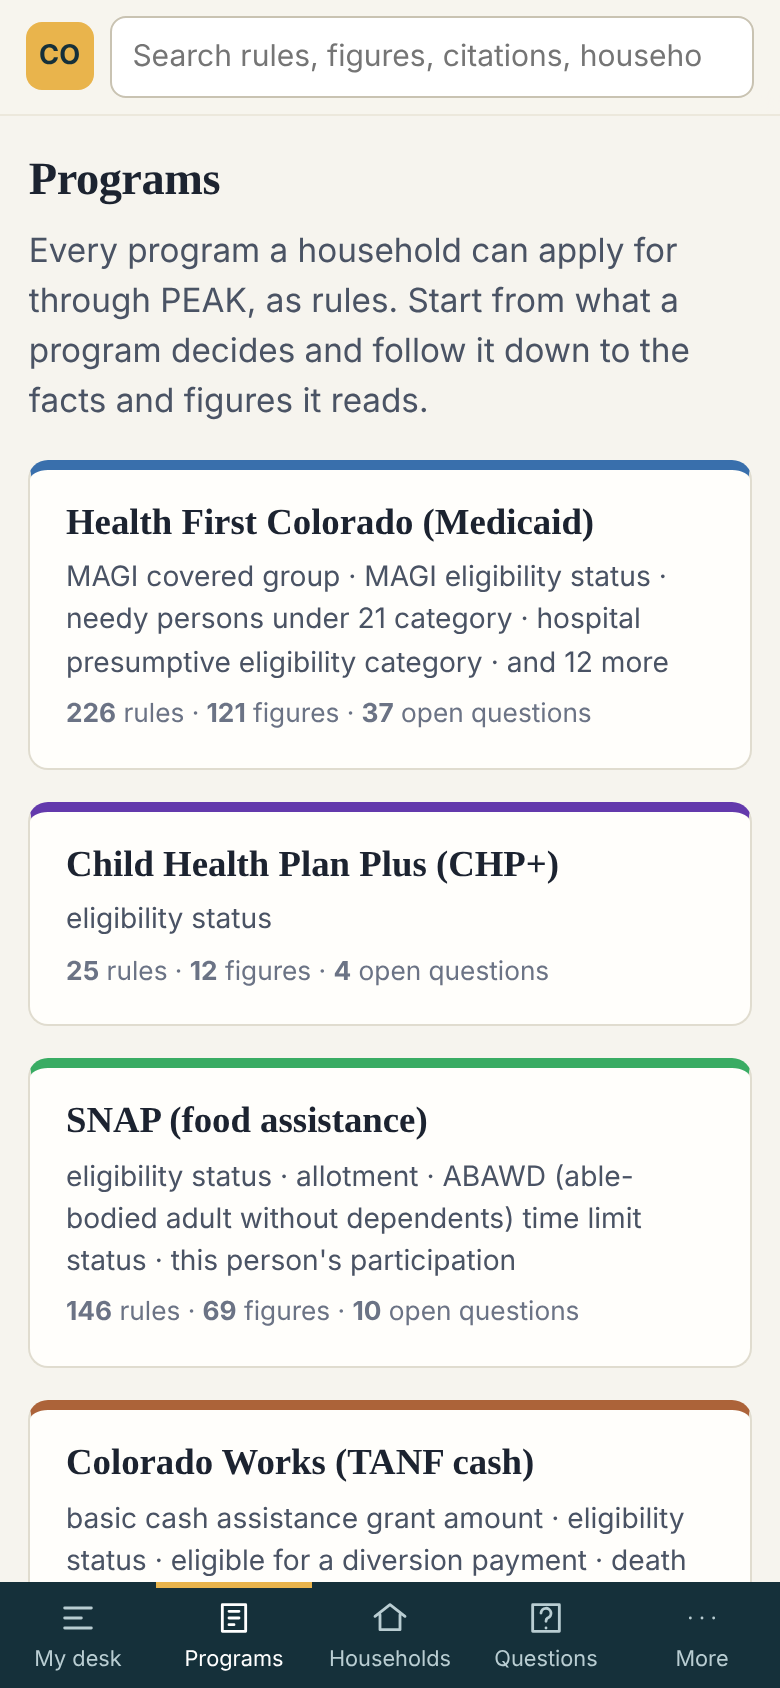 CO
Search rules, figures, citations, househo
Programs
Every program a household can apply for
through PEAK, as rules. Start from what a
program decides and follow it down to the
facts and figures it reads.
Health First Colorado (Medicaid)
MAGI covered group · MAGI eligibility status ·
needy persons under 21 category · hospital
presumptive eligibility category · and 12 more
226 rules · 121 figures · 37 open questions
Child Health Plan Plus (CHP+)
eligibility status
25 rules · 12 figures · 4 open questions
SNAP (food assistance)
eligibility status · allotment · ABAWD (able-
bodied adult without dependents) time limit
status · this person's participation
146 rules · 69 figures · 10 open questions
Colorado Works (TANF cash)
basic cash assistance grant amount · eligibility
status · eligible for a diversion payment · death
My desk
Programs
Households
Questions
More